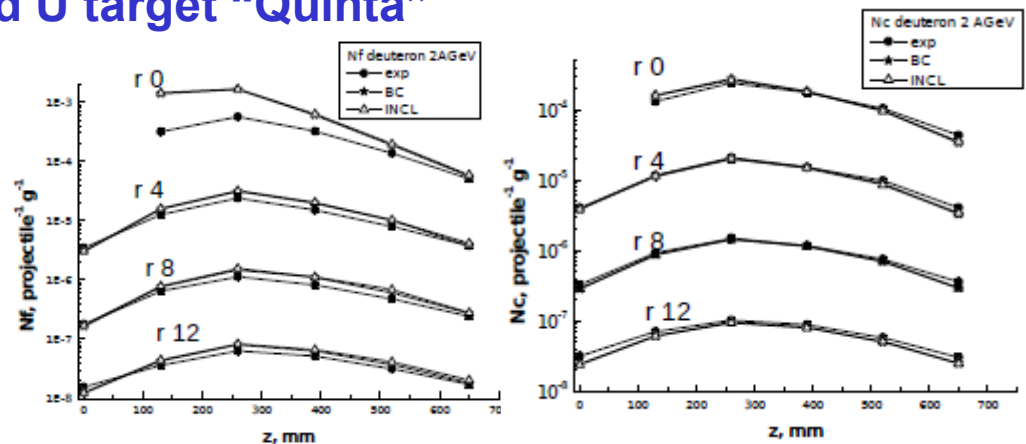 d U target "Quinta"
Nf deuteron 2AGeV
exp
BC
INCL
r 0
r 4
r 8
r 12
1E-3
1E-4
1E-5
1E-6
1E-7
1E-8
Nf, projectile-1 g-1
0
100
200
300
400
500
600
70
z, mm
Nc deuteron 2 AGeV
exp
BC
INCL
r 0
r 4
r 8
r 12
10-4
10-5
10-6
10-7
10-8
Nc, projectile-1 g-1
0
100
200
300
400
500
600
700
z, mm